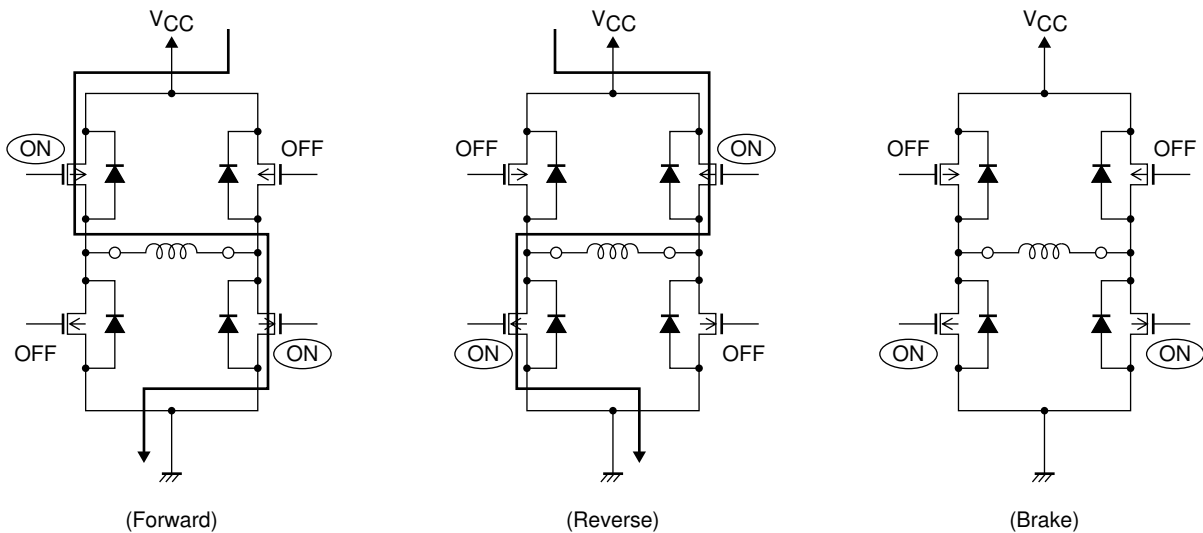 VCC
VCC
VCC
ON
OFF
OFF
ON
OFF
OFF
OFF
ON
ON
OFF
ON
ON
(Forward)
(Reverse)
(Brake)